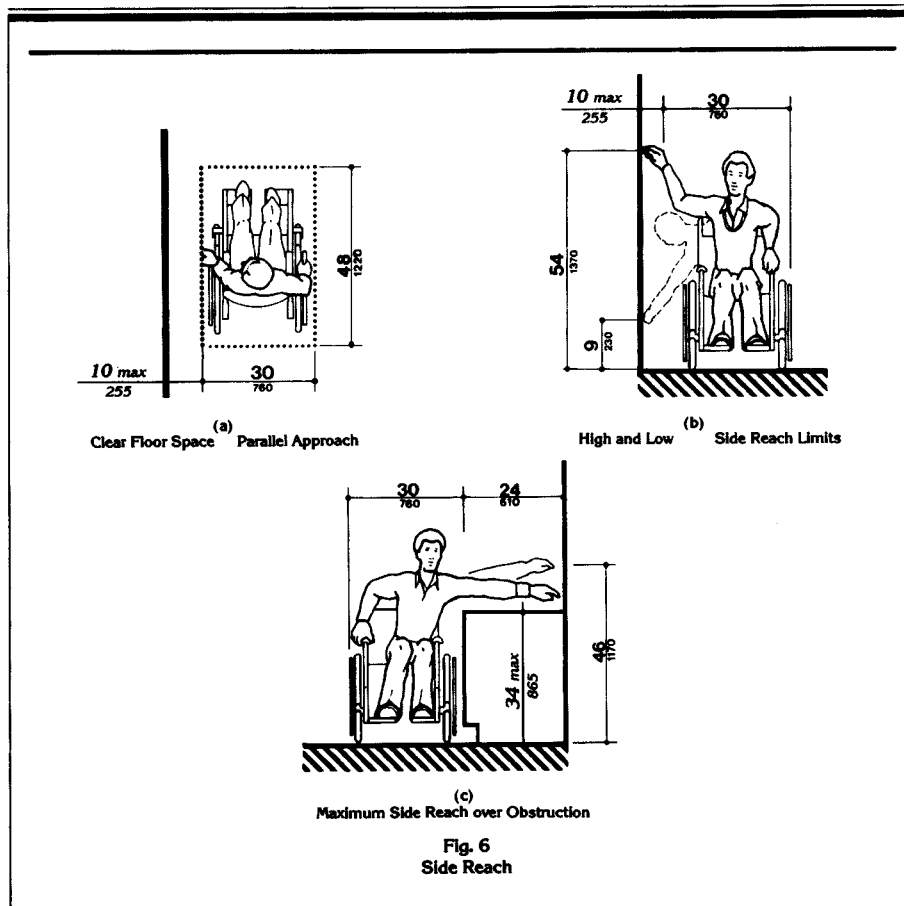 10 max
255
48
1220
30
760
(a)
Clear Floor Space Parallel Approach
10 max
255
30
760
54
1370
9
230
(b)
High and Low Side Reach Limits
30
760
24
610
34 max
865
46
1170
(c)
Maximum Side Reach over Obstruction
Fig. 6
Side Reach